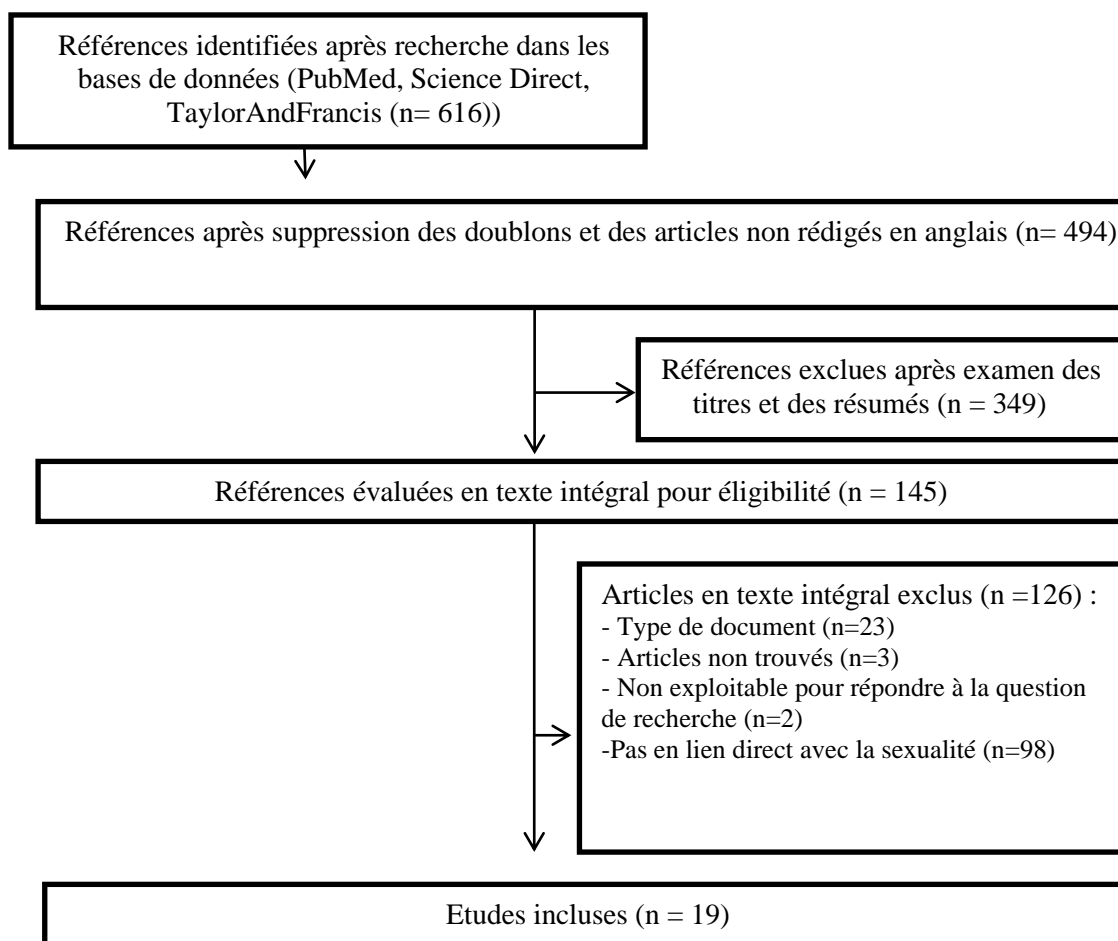 Références identifiées après recherche dans les
bases de données (PubMed, Science Direct,
TaylorAndFrancis (n= 616))
Références après suppression des doublons et des articles non rédigés en anglais (n= 494)
Références exclues après examen des
titres et des résumés (n = 349)
Références évaluées en texte intégral pour éligibilité (n = 145)
Articles en texte intégral exclus (n =126) :
- Type de document (n=23)
- Articles non trouvés (n=3)
- Non exploitable pour répondre à la question
de recherche (n=2)
-Pas en lien direct avec la sexualité (n=98)
Etudes incluses (n = 19)